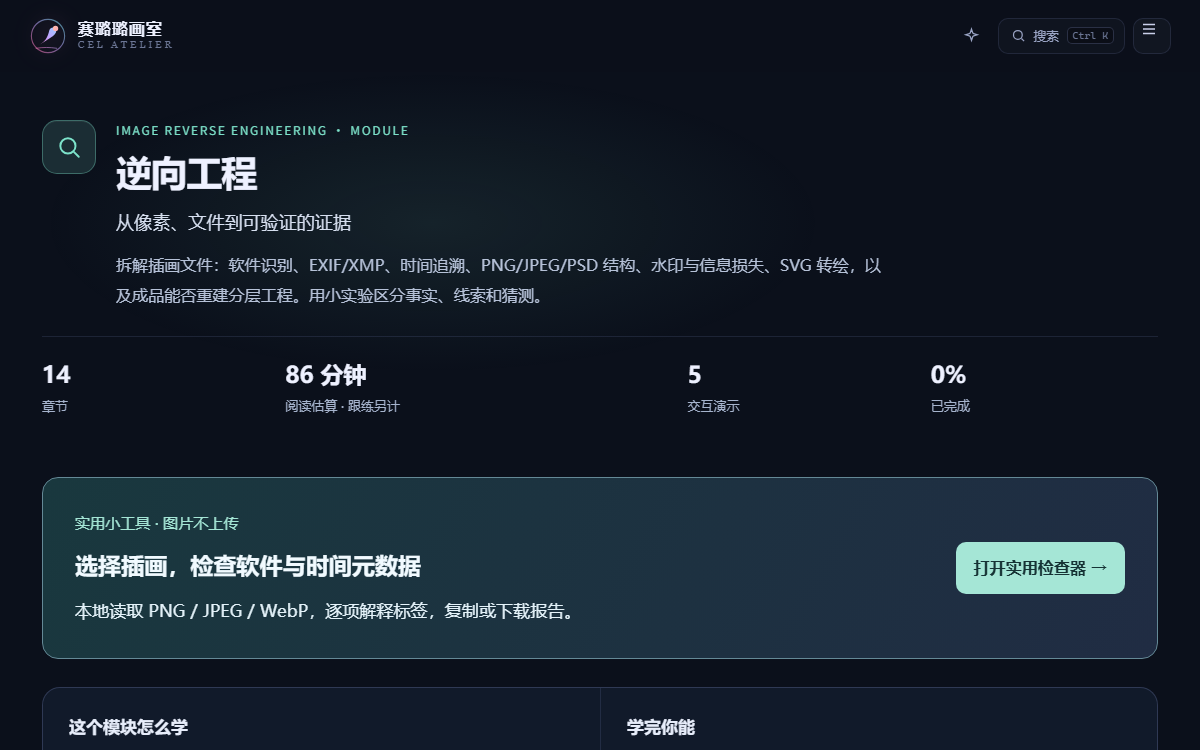 赛璐璐画室
CEL ATELIER
搜索 Ctrl K
IMAGE REVERSE ENGINEERING · MODULE
逆向工程
从像素、文件到可验证的证据
拆解插画文件：软件识别、EXIF/XMP、时间追溯、PNG/JPEG/PSD 结构、水印与信息损失、SVG 转绘，以
及成品能否重建分层工程。用小实验区分事实、线索和猜测。
14
章节
86 分钟
阅读估算 · 跟练另计
5
交互演示
0%
已完成
实用小工具 · 图片不上传
选择插画，检查软件与时间元数据
本地读取 PNG / JPEG / WebP，逐项解释标签，复制或下载报告。
打开实用检查器 →
这个模块怎么学
学完你能